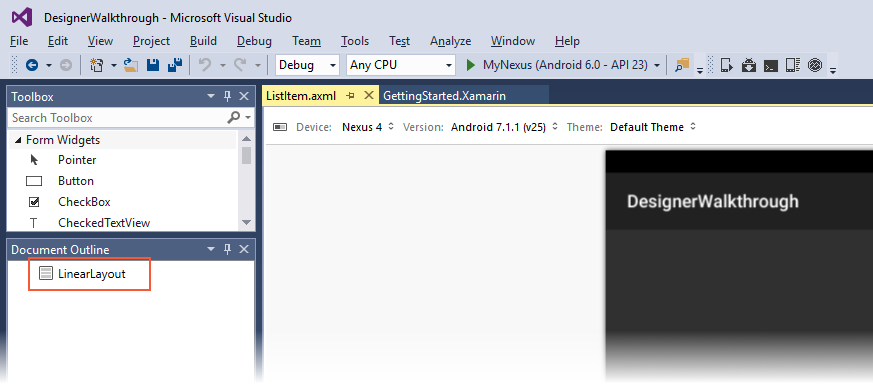 DesignerWalkthrough - Microsoft Visual Studio
File Edit View Project Build Debug Team Tools Test Analyze Window Help
Debug Any CPU MyNexus (Android 6.0 - API 23)
Toolbox
Search Toolbox
Form Widgets
Pointer
Button
CheckBox
CheckedTextView
Document Outline
LinearLayout
ListItem.axml GettingStarted.Xamarin
Device: Nexus 4 Version: Android 7.1.1 (v25) Theme: Default Theme
DesignerWalkthrough